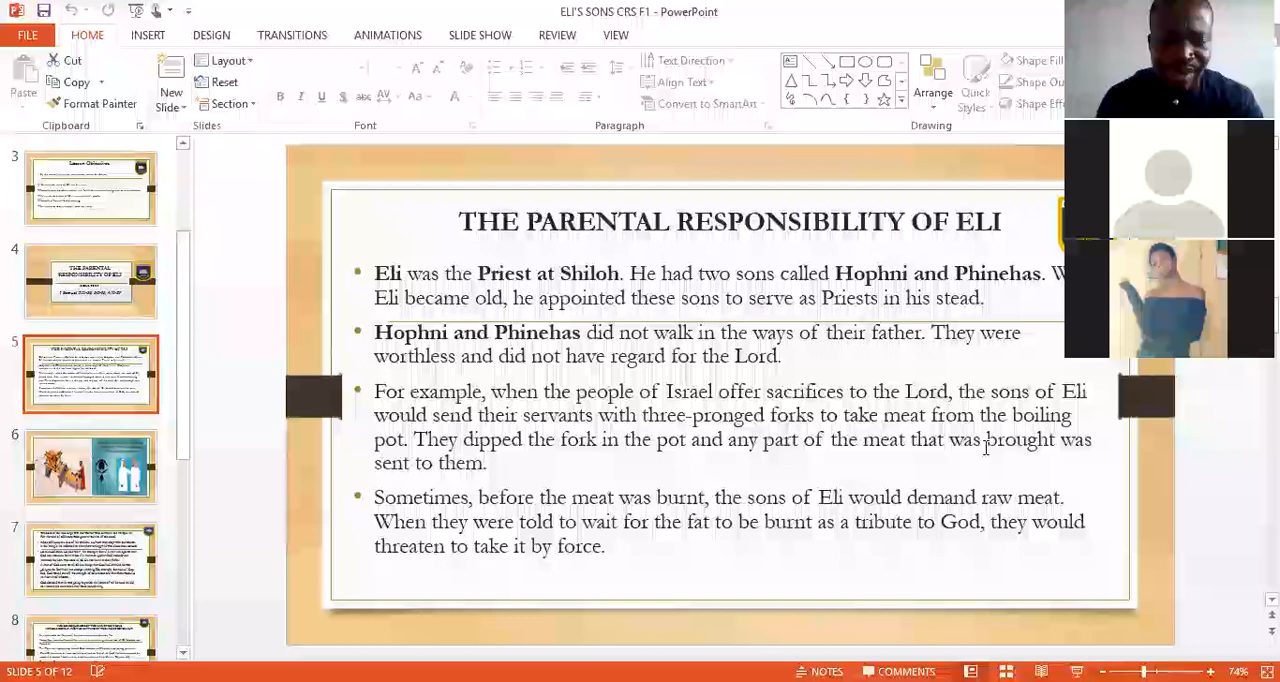 ELI'S SONS CRS F1 - PowerPoint
FILE HOME INSERT DESIGN TRANSITIONS ANIMATIONS SLIDE SHOW REVIEW VIEW
Cut
Copy
Format Painter
Paste
New
Slide
Layout
Reset
Section
Text Direction
Align Text
Convert to SmartArt
Arrange
Quick
Styles
Shape Fill
Shape Ou
Shape Effe
Clipboard Slides Font Paragraph Drawing
3
4
THE PARENTAL
RESPONSIBILITY OF ELI
5
6
7
8
THE PARENTAL RESPONSIBILITY OF ELI
Eli was the Priest at Shiloh. He had two sons called Hophni and Phinehas. W
Eli became old, he appointed these sons to serve as Priests in his stead.
Hophni and Phinehas did not walk in the ways of their father. They were
worthless and did not have regard for the Lord.
For example, when the people of Israel offer sacrifices to the Lord, the sons of Eli
would send their servants with three-pronged forks to take meat from the boiling
pot. They dipped the fork in the pot and any part of the meat that was brought was
sent to them.
Sometimes, before the meat was burnt, the sons of Eli would demand raw meat.
When they were told to wait for the fat to be burnt as a tribute to God, they would
threaten to take it by force.
SLIDE 5 OF 12
NOTES COMMENTS 74%